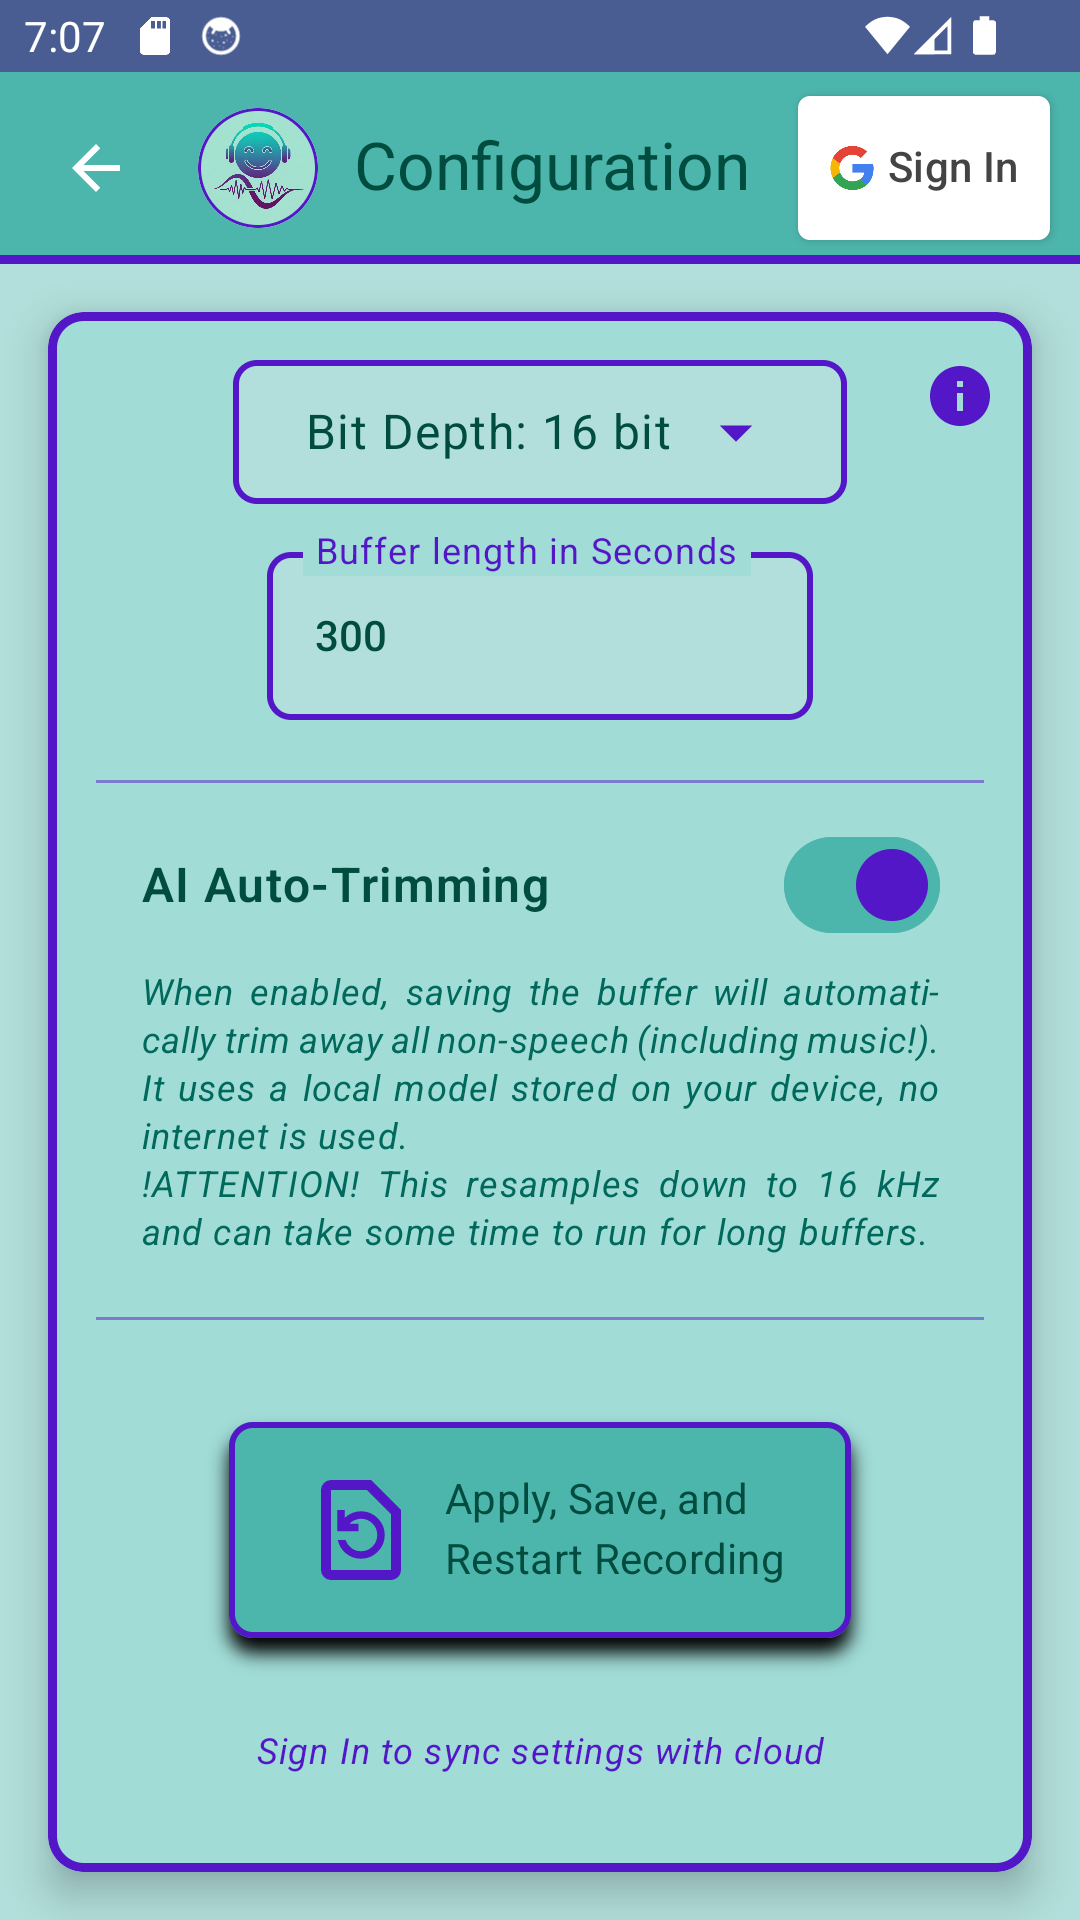 7:07
Configuration
Sign In
Bit Depth: 16 bit
Buffer length in Seconds
300
AI Auto-Trimming
When enabled, saving the buffer will automati-
cally trim away all non-speech (including music!).
It uses a local model stored on your device, no
internet is used.
!ATTENTION! This resamples down to 16 kHz
and can take some time to run for long buffers.
Apply, Save, and
Restart Recording
Sign In to sync settings with cloud